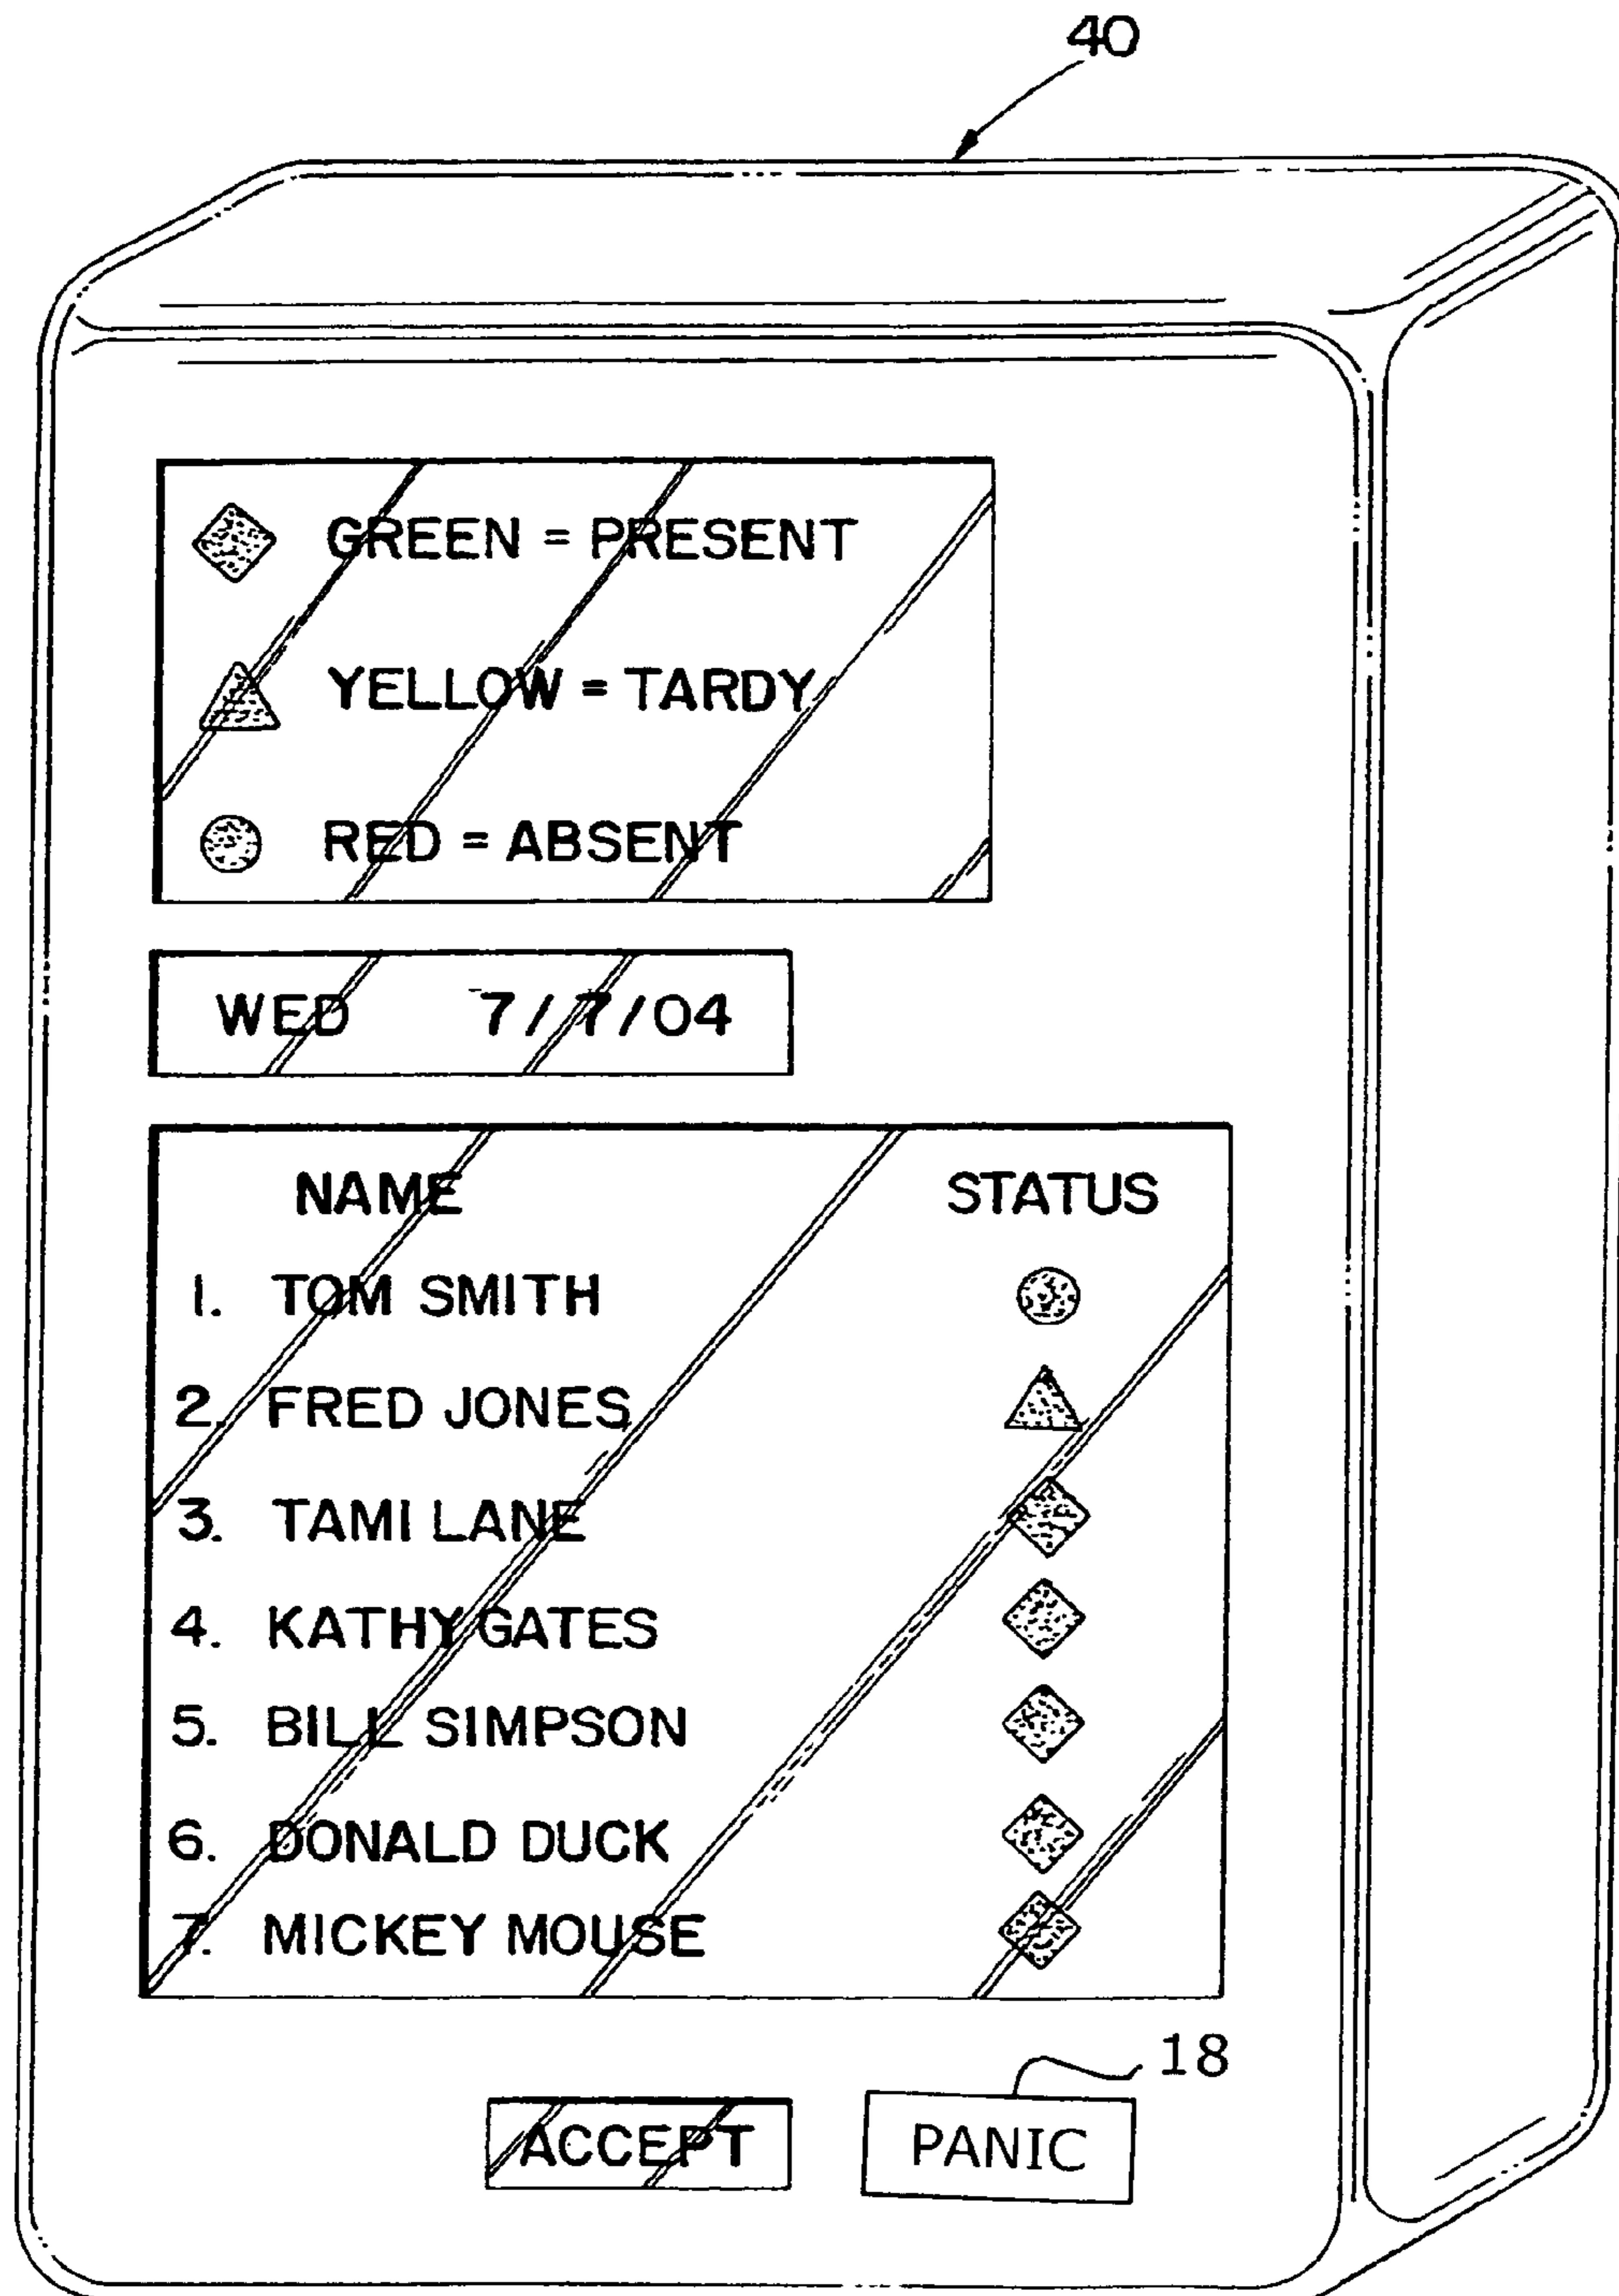 40
GREEN = PRESENT
YELLOW = TARDY
RED = ABSENT
WED 7/7/04
NAME STATUS
1. TOM SMITH
2. FRED JONES
3. TAMI LANE
4. KATHY GATES
5. BILL SIMPSON
6. DONALD DUCK
7. MICKEY MOUSE
18
ACCEPT PANIC